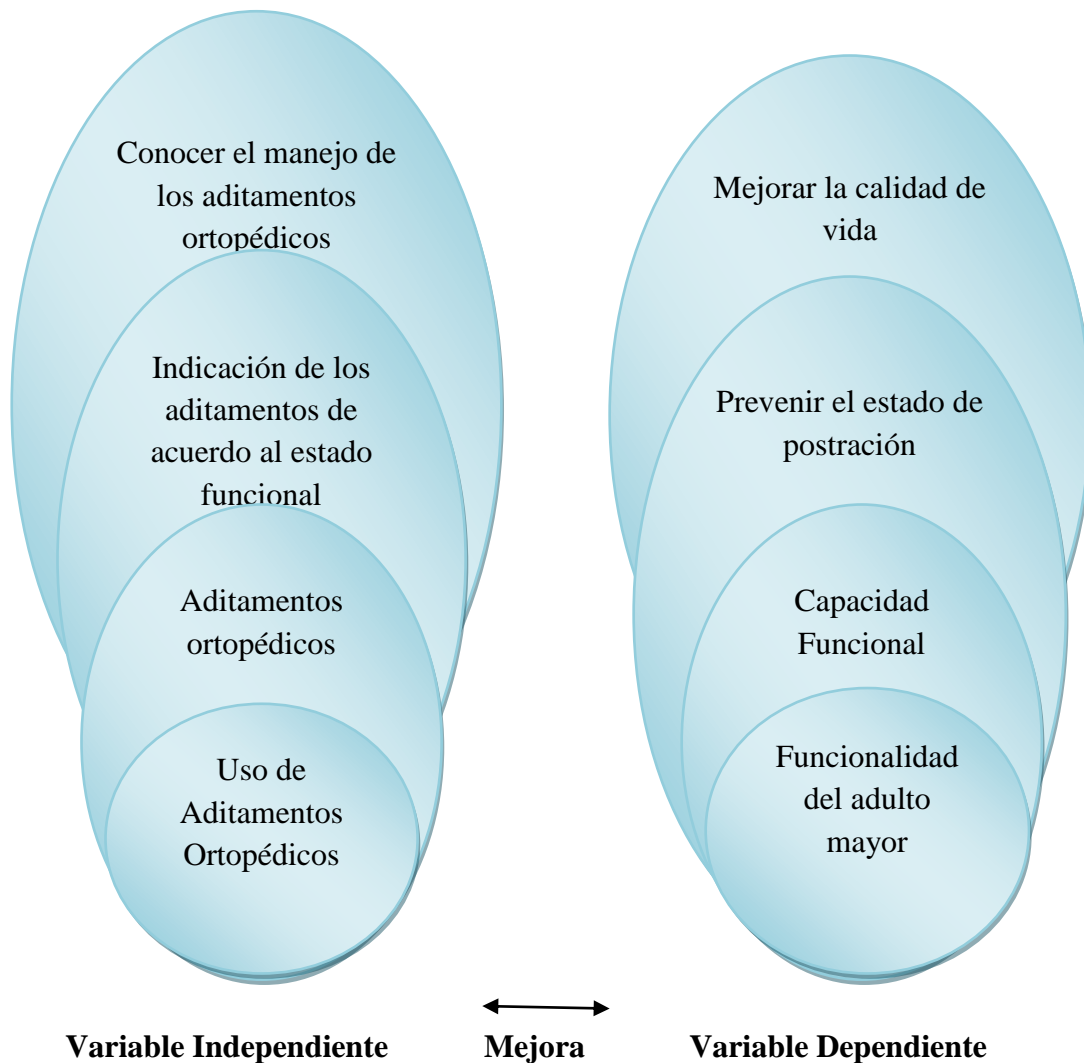 Conocer el manejo de
los aditamentos
ortopédicos
Indicación de los
aditamentos de
acuerdo al estado
funcional
Aditamentos
ortopédicos
Uso de
Aditamentos
Ortopédicos
Mejorar la calidad de
vida
Prevenir el estado de
postración
Capacidad
Funcional
Funcionalidad
del adulto
mayor
Variable Independiente
Mejora
Variable Dependiente